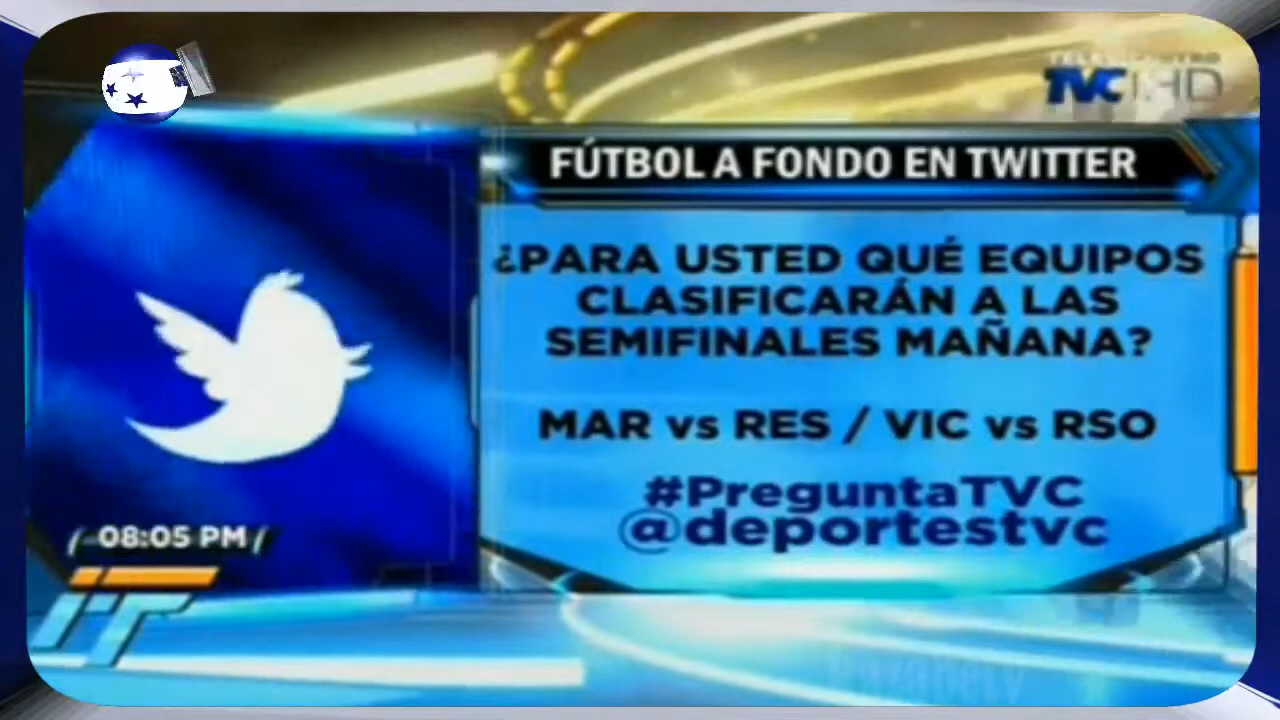 TVC HD
FÚTBOL A FONDO EN TWITTER
¿PARA USTED QUÉ EQUIPOS
CLASIFICARÁN A LAS
SEMIFINALES MAÑANA?
MAR vs RES / VIC vs RSO
#PreguntaTVC
@deportestvc
08:05 PM